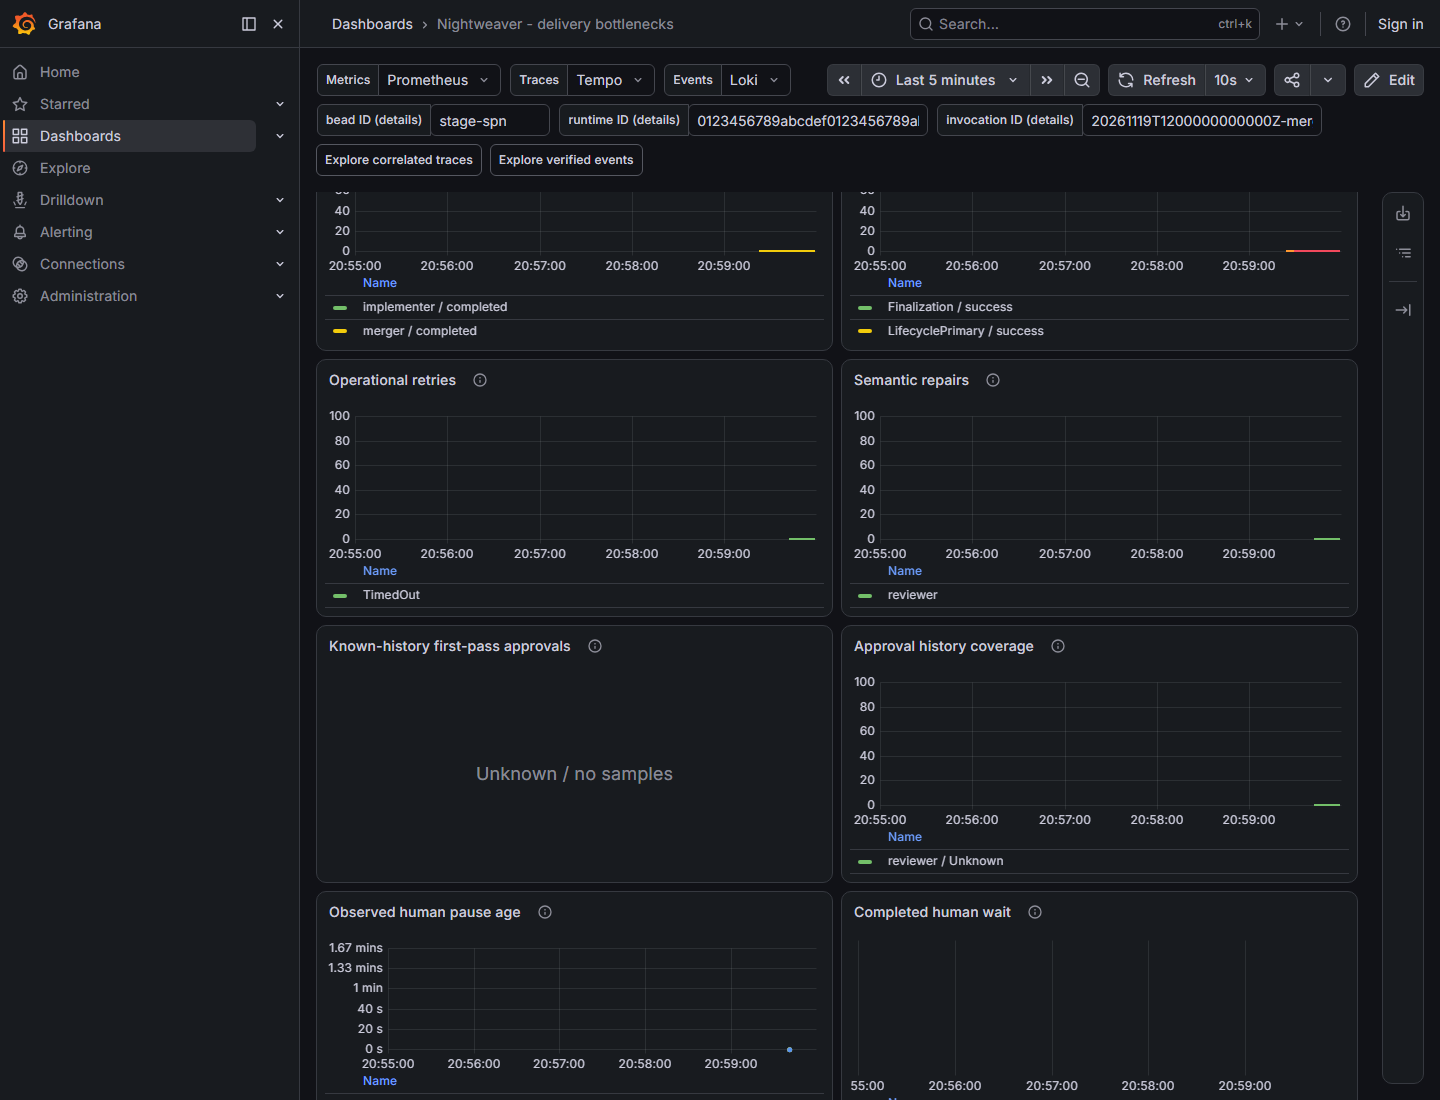 Grafana
Dashboards › Nightweaver - delivery bottlenecks
Search...
ctrl+k
Sign in
Home
Starred
Dashboards
Explore
Drilldown
Alerting
Connections
Administration
Metrics
Prometheus
Traces
Tempo
Events
Loki
Last 5 minutes
Refresh
10s
Edit
bead ID (details)
stage-spn
runtime ID (details)
0123456789abcdef0123456789a
invocation ID (details)
20261119T1200000000000Z-mer
Explore correlated traces
Explore verified events
40
20
0
20:55:00 20:56:00 20:57:00 20:58:00 20:59:00
Name
implementer / completed
merger / completed
40
20
0
20:55:00 20:56:00 20:57:00 20:58:00 20:59:00
Name
Finalization / success
LifecyclePrimary / success
Operational retries
100
80
60
40
20
0
20:55:00 20:56:00 20:57:00 20:58:00 20:59:00
Name
TimedOut
Semantic repairs
100
80
60
40
20
0
20:55:00 20:56:00 20:57:00 20:58:00 20:59:00
Name
reviewer
Known-history first-pass approvals
Unknown / no samples
Approval history coverage
100
80
60
40
20
0
20:55:00 20:56:00 20:57:00 20:58:00 20:59:00
Name
reviewer / Unknown
Observed human pause age
1.67 mins
1.33 mins
1 min
40 s
20 s
0 s
20:55:00 20:56:00 20:57:00 20:58:00 20:59:00
Name
Completed human wait
55:00 20:56:00 20:57:00 20:58:00 20:59:00